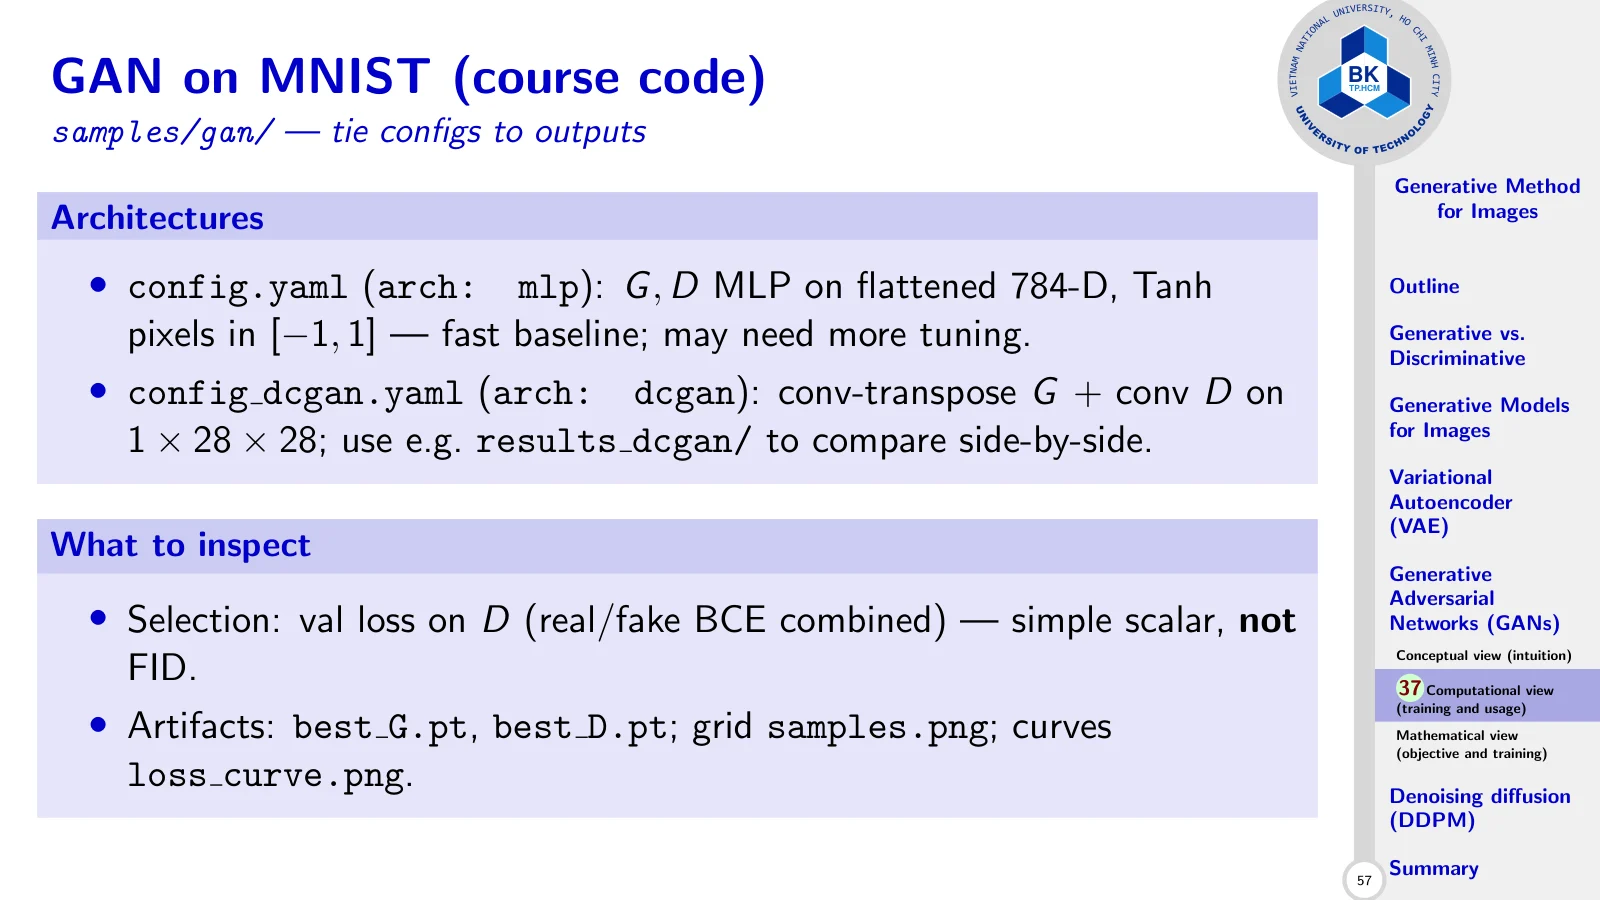 GAN on MNIST (course code)
samples/gan/ — tie configs to outputs
Architectures
• config.yaml (arch: mlp): G, D MLP on flattened 784-D, Tanh
pixels in [−1, 1] — fast baseline; may need more tuning.
• config_dcgan.yaml (arch: dcgan): conv-transpose G + conv D on
1 × 28 × 28; use e.g. results_dcgan/ to compare side-by-side.
What to inspect
• Selection: val loss on D (real/fake BCE combined) — simple scalar, not
FID.
• Artifacts: best_G.pt, best_D.pt; grid samples.png; curves
loss_curve.png.
VIETNAM NATIONAL UNIVERSITY, HO CHI MINH CITY
BK
TP.HCM
UNIVERSITY OF TECHNOLOGY
Generative Method
for Images
Outline
Generative vs.
Discriminative
Generative Models
for Images
Variational
Autoencoder
(VAE)
Generative
Adversarial
Networks (GANs)
Conceptual view (intuition)
37 Computational view
(training and usage)
Mathematical view
(objective and training)
Denoising diffusion
(DDPM)
Summary
57